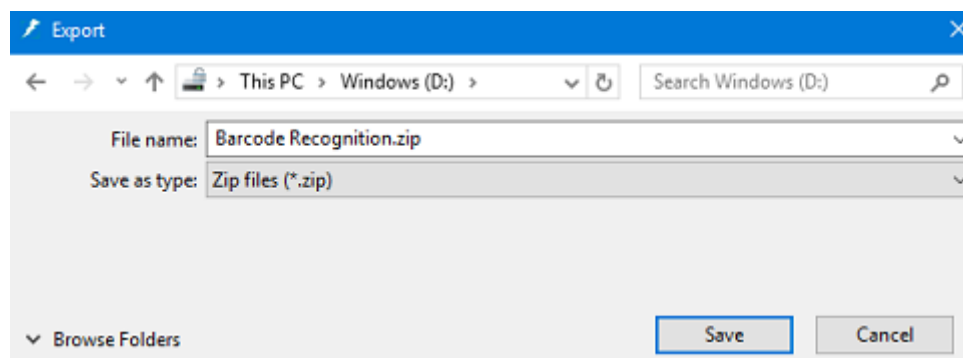 Export
This PC > Windows (D:) >
Search Windows (D:)
File name: Barcode Recognition.zip
Save as type: Zip files (*.zip)
Browse Folders
Save
Cancel